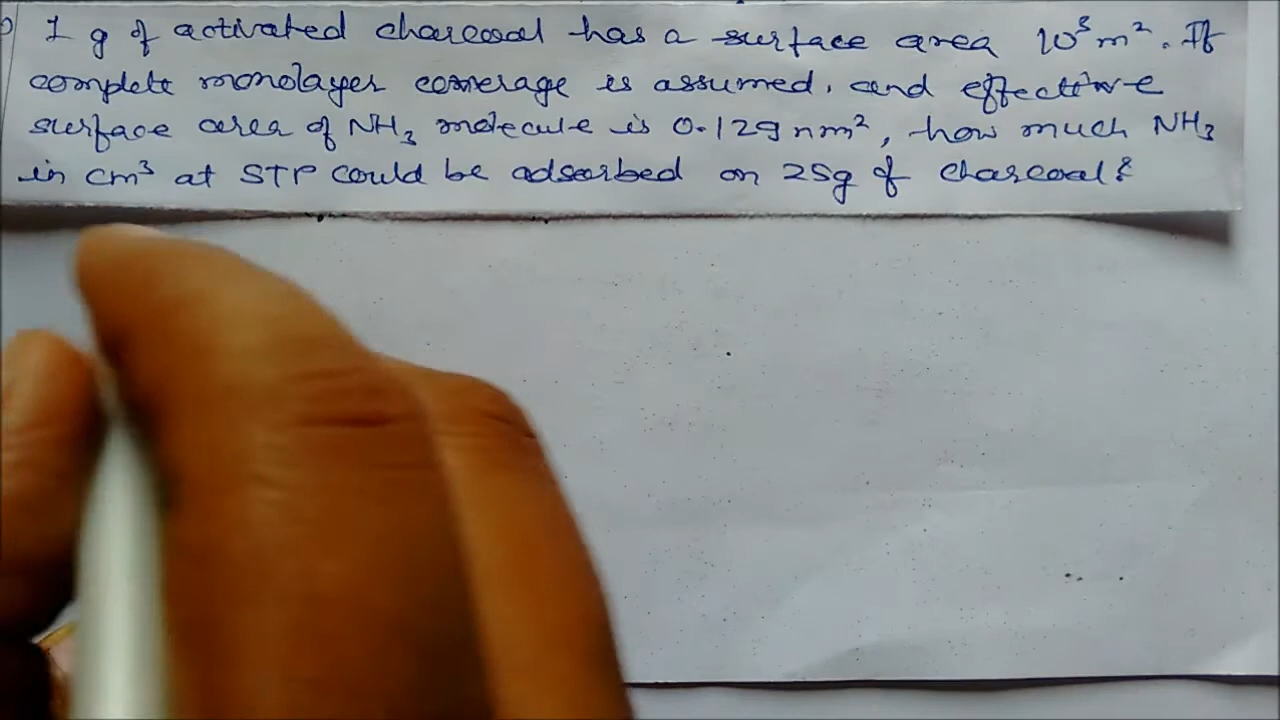 1 g of activated charcoal has a surface area 10³ m². If
complete monolayer coverage is assumed, and effective
surface area of NH₃ molecule is 0.129 nm², how much NH₃
in cm³ at STP could be adsorbed on 25g of charcoal?